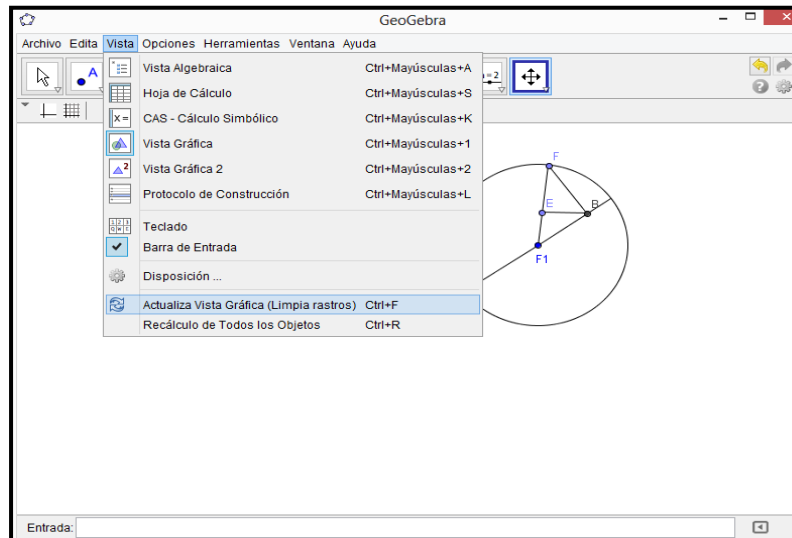 GeoGebra
Archivo Edita Vista Opciones Herramientas Ventana Ayuda
A
=2
Vista Algebraica Ctrl+Mayúsculas+A
Hoja de Cálculo Ctrl+Mayúsculas+S
X= CAS - Cálculo Simbólico Ctrl+Mayúsculas+K
Vista Gráfica Ctrl+Mayúsculas+1
2 Vista Gráfica 2 Ctrl+Mayúsculas+2
Protocolo de Construcción Ctrl+Mayúsculas+L
Teclado
Barra de Entrada
Disposición ...
Actualiza Vista Gráfica (Limpia rastros) Ctrl+F
Recálculo de Todos los Objetos Ctrl+R
F
E
B
F1
Entrada: